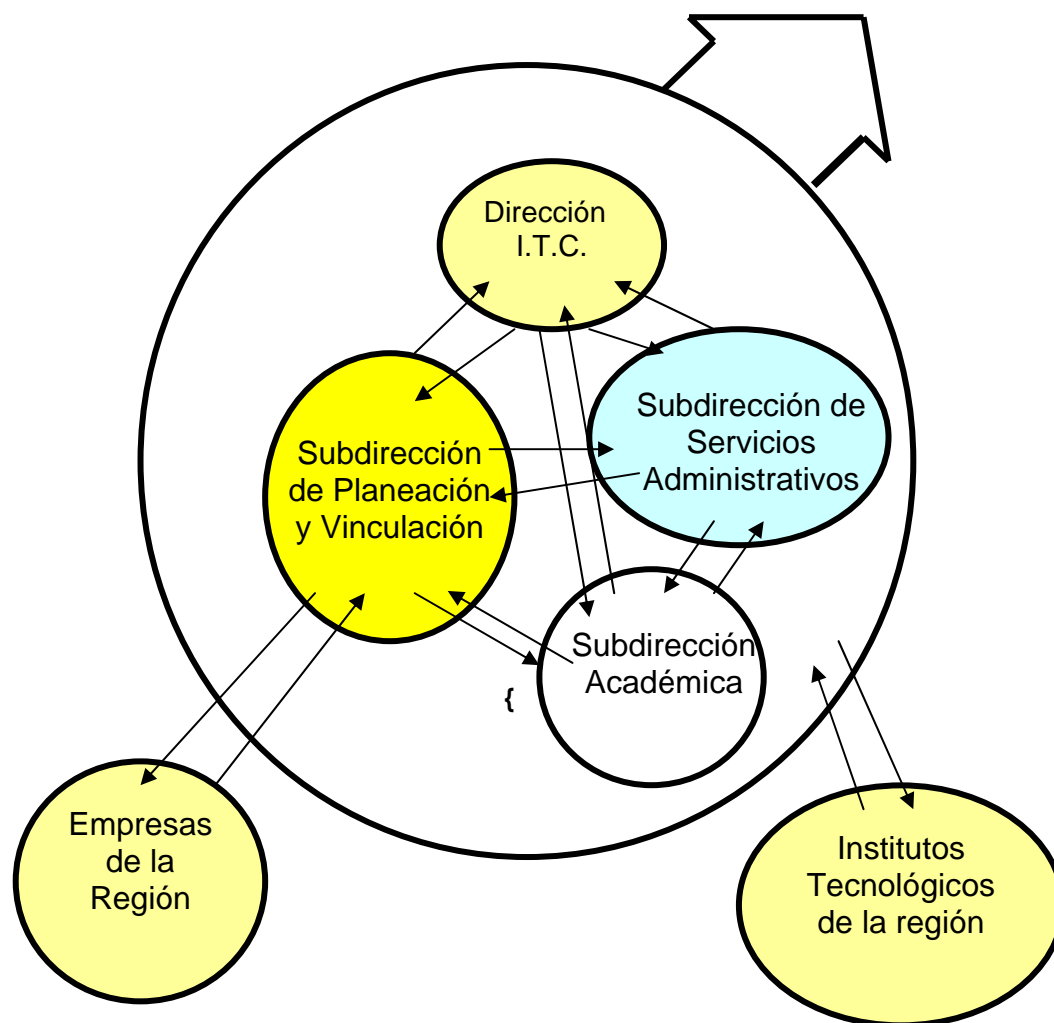 Dirección
I.T.C.
Subdirección de
Servicios
Administrativos
Subdirección
de Planeación
y Vinculación
Subdirección
Académica
{
Empresas
de la
Región
Institutos
Tecnológicos
de la región